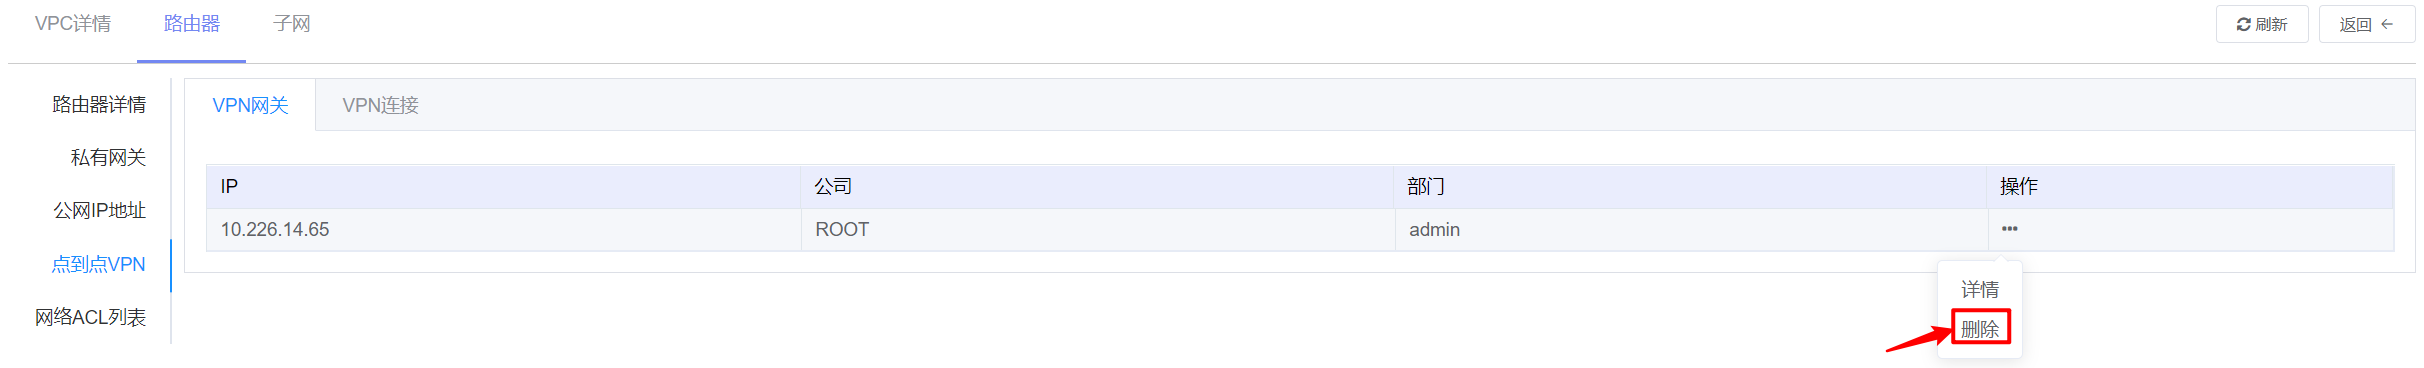 VPC详情 路由器 子网 刷新 返回 ←
路由器详情
私有网关
公网IP地址
点到点VPN
网络ACL列表
VPN网关 VPN连接
IP 公司 部门 操作
10.226.14.65 ROOT admin •••
详情
删除